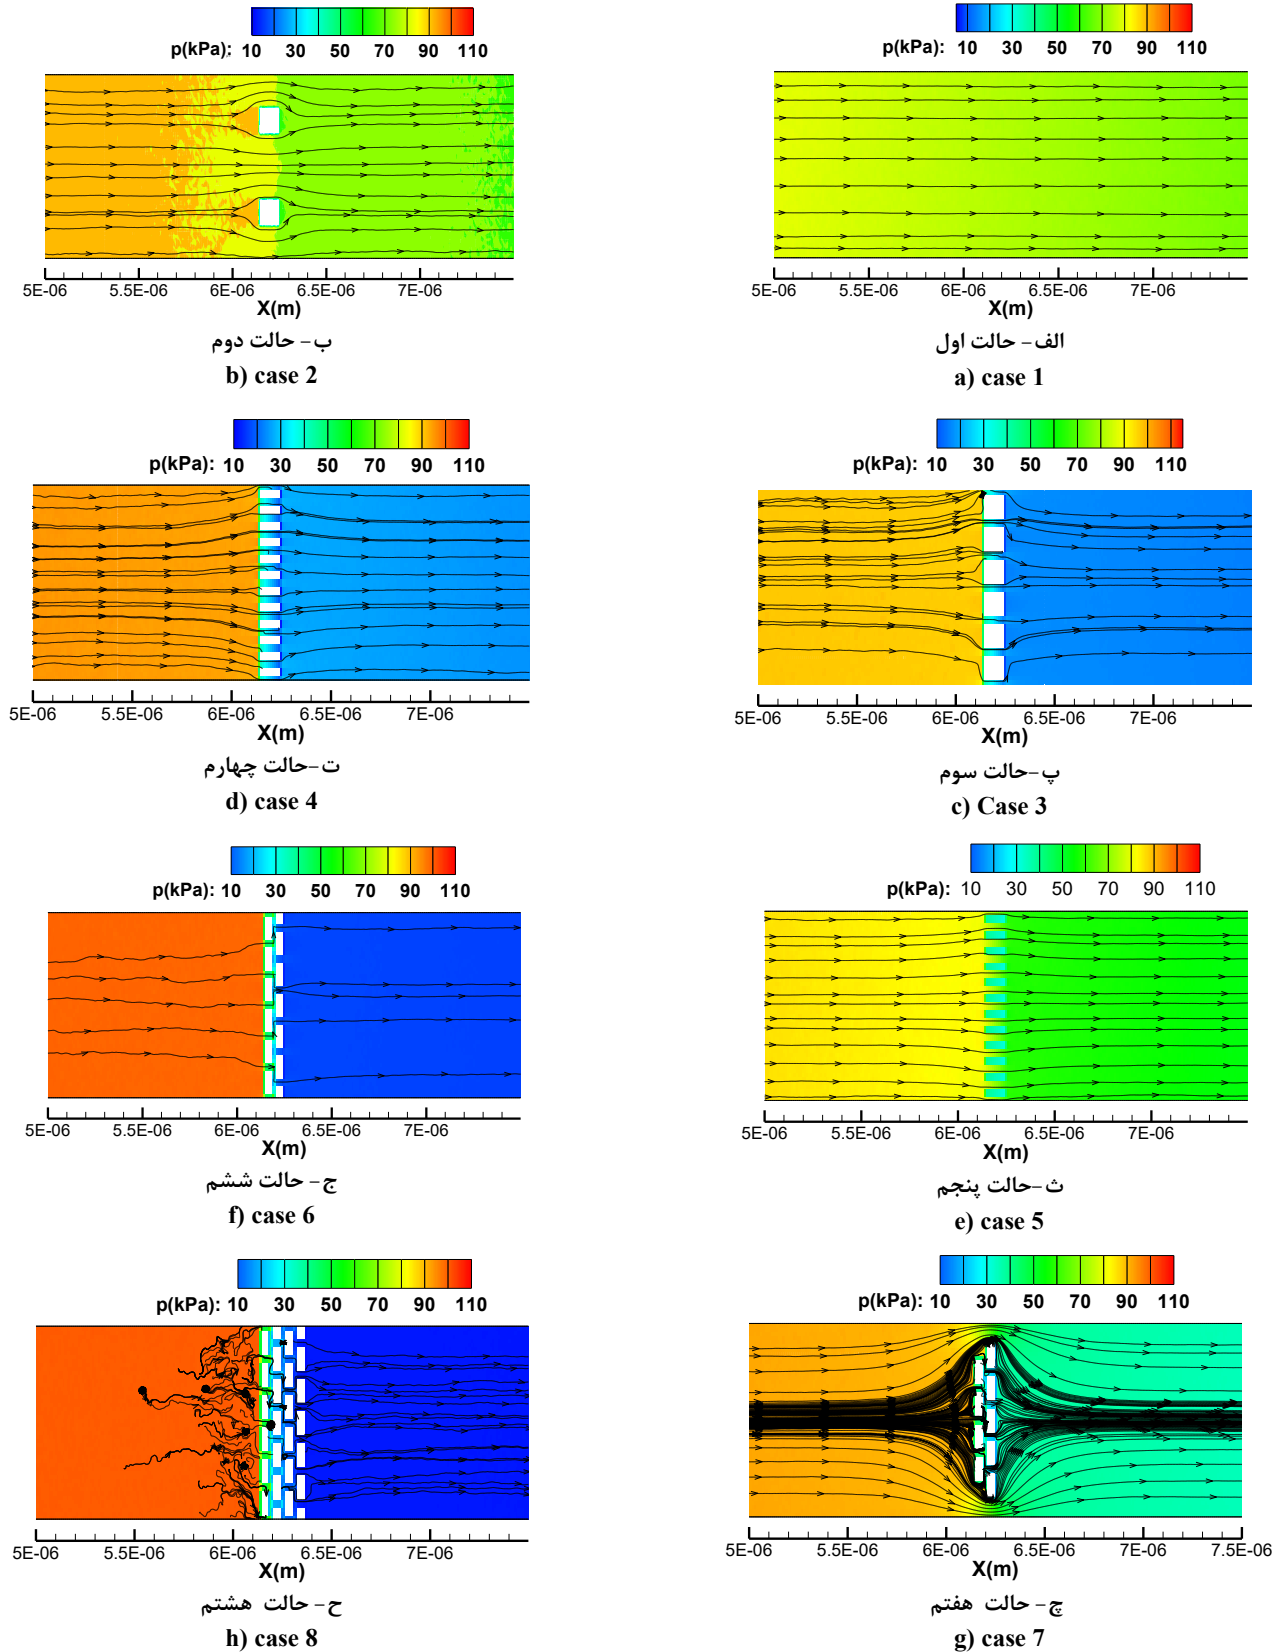 p(kPa): 10 30 50 70 90 110
5E-06 5.5E-06 6E-06 6.5E-06 7E-06
X(m)
الف- حالت اول
a) case 1
p(kPa): 10 30 50 70 90 110
5E-06 5.5E-06 6E-06 6.5E-06 7E-06
X(m)
ب- حالت دوم
b) case 2
p(kPa): 10 30 50 70 90 110
5E-06 5.5E-06 6E-06 6.5E-06 7E-06
X(m)
پ-حالت سوم
c) Case 3
p(kPa): 10 30 50 70 90 110
5E-06 5.5E-06 6E-06 6.5E-06 7E-06
X(m)
ت-حالت چهارم
d) case 4
p(kPa): 10 30 50 70 90 110
5E-06 5.5E-06 6E-06 6.5E-06 7E-06
X(m)
ث-حالت پنجم
e) case 5
p(kPa): 10 30 50 70 90 110
5E-06 5.5E-06 6E-06 6.5E-06 7E-06
X(m)
ج- حالت ششم
f) case 6
p(kPa): 10 30 50 70 90 110
5E-06 5.5E-06 6E-06 6.5E-06 7E-06 7.5E-06
X(m)
چ- حالت هفتم
g) case 7
p(kPa): 10 30 50 70 90 110
5E-06 5.5E-06 6E-06 6.5E-06 7E-06
X(m)
ح- حالت هشتم
h) case 8